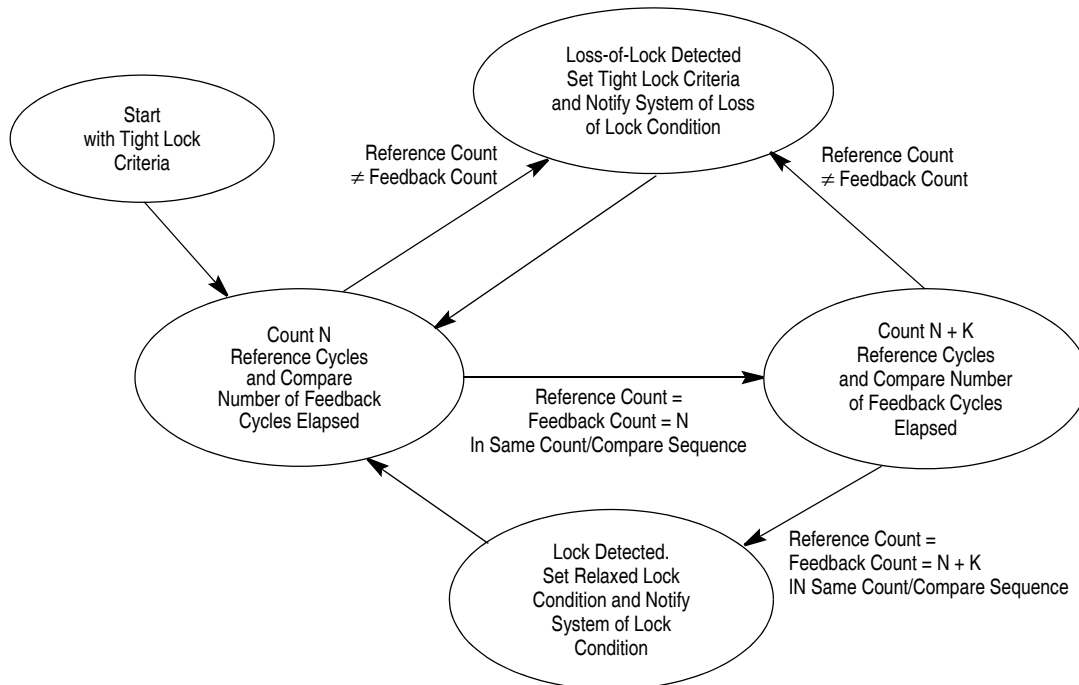 Loss-of-Lock Detected
Set Tight Lock Criteria
and Notify System of Loss
of Lock Condition
Start
with Tight Lock
Criteria
Reference Count
≠ Feedback Count
Reference Count
≠ Feedback Count
Count N
Reference Cycles
and Compare
Number of Feedback
Cycles Elapsed
Count N + K
Reference Cycles
and Compare Number
of Feedback Cycles
Elapsed
Reference Count =
Feedback Count = N
In Same Count/Compare Sequence
Lock Detected.
Set Relaxed Lock
Condition and Notify
System of Lock
Condition
Reference Count =
Feedback Count = N + K
IN Same Count/Compare Sequence